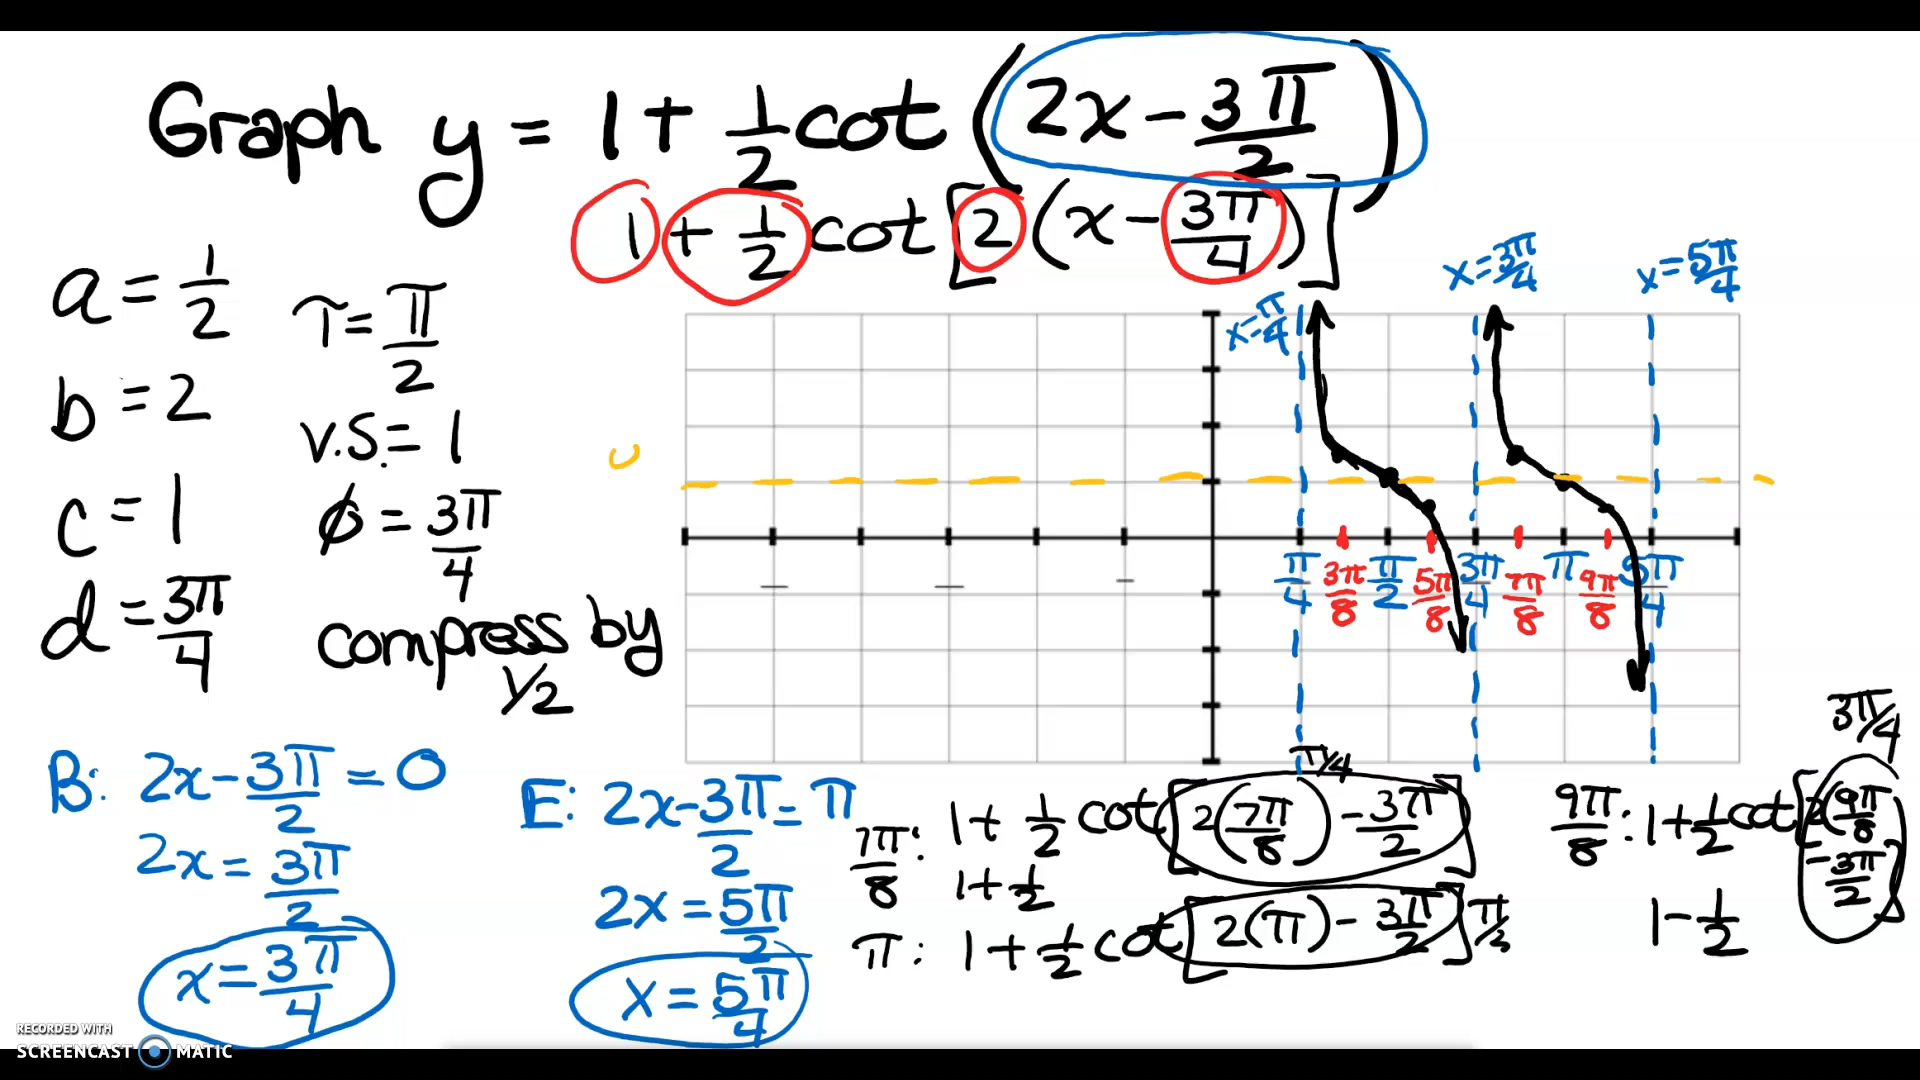 Graph y = 1 + 1/2 cot (2x - 3π/2)
1 + 1/2 cot [2 (x - 3π/4)]
a = 1/2
T = π/2
b = 2
V.S. = 1
c = 1
φ = 3π/4
d = 3π/4
compress by 1/2
x = π/4
x = 3π/4
x = 5π/4
π/4 3π/8 π/2 5π/8 3π/4 7π/8 π 9π/8 5π/4
B: 2x - 3π/2 = 0
2x = 3π/2
x = 3π/4
E: 2x - 3π/2 = π
2x = 5π/2
x = 5π/4
π/4
7π/8: 1 + 1/2 cot [2(7π/8) - 3π/2]
1 + 1/2
π: 1 + 1/2 cot [2(π) - 3π/2] π/2
3π/4
9π/8: 1 + 1/2 cot [2(9π/8) - 3π/2]
1 - 1/2
RECORDED WITH
SCREENCAST MATIC